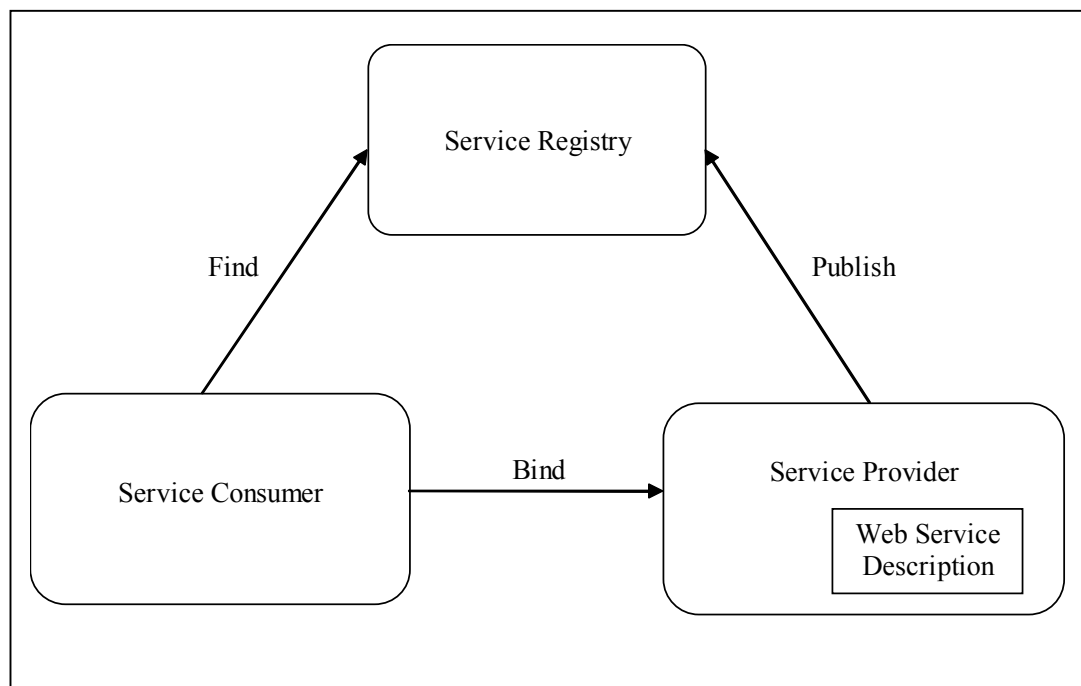 Service Registry
Find
Publish
Service Consumer
Bind
Service Provider
Web Service
Description